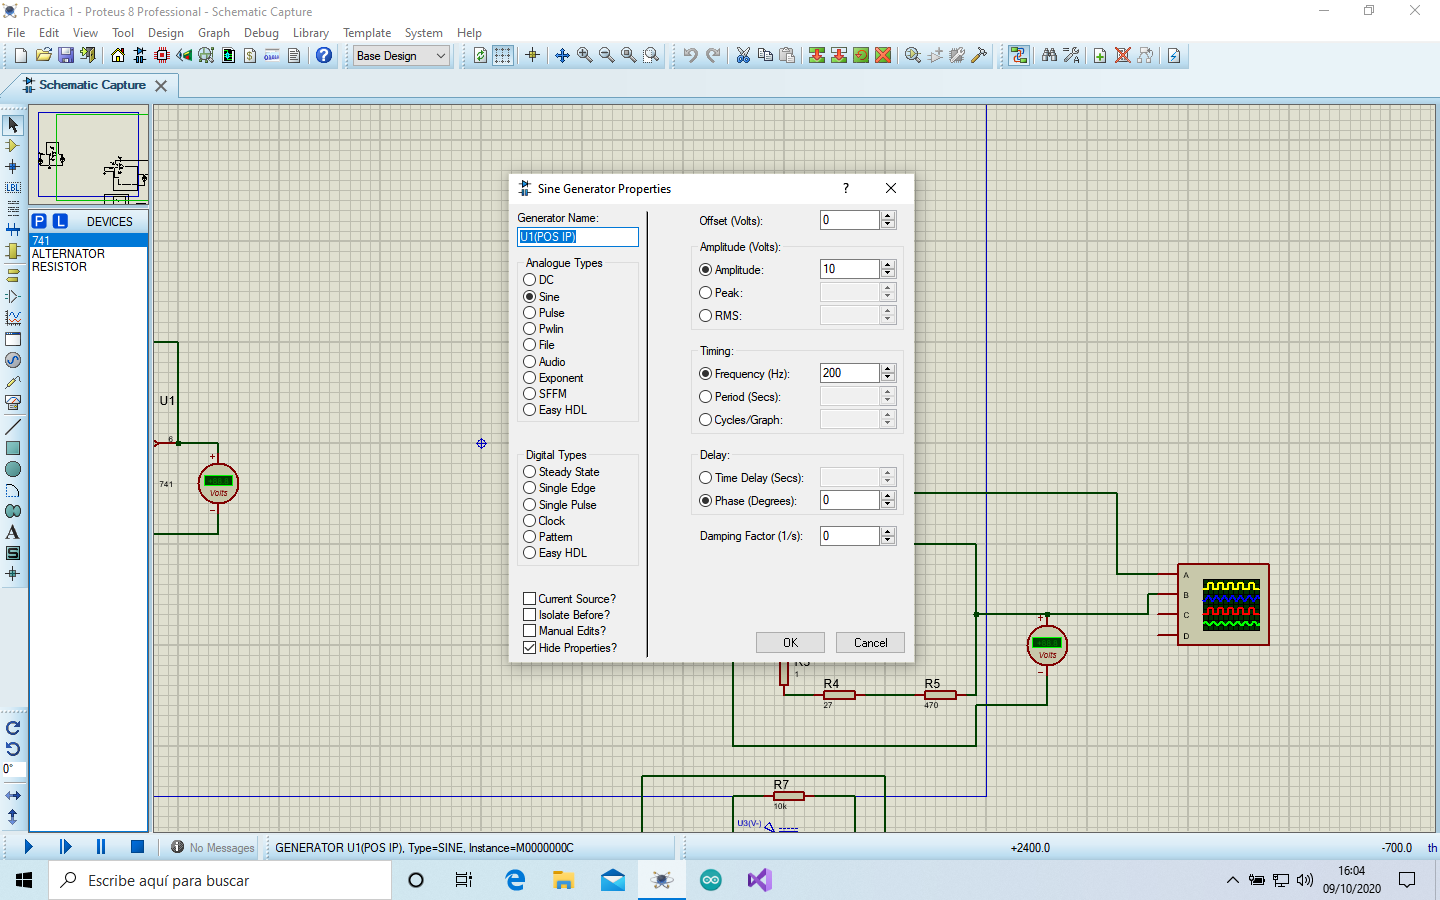 Practica 1 - Proteus 8 Professional - Schematic Capture
File Edit View Tool Design Graph Debug Library Template System Help
Base Design
Schematic Capture
P L DEVICES
741
ALTERNATOR
RESISTOR
LBL
A
S
0°
U1
6
741
+
Volts
-
Sine Generator Properties
?
Generator Name:
U1(POS IP)
Analogue Types
DC
Sine
Pulse
Pwlin
File
Audio
Exponent
SFFM
Easy HDL
Digital Types
Steady State
Single Edge
Single Pulse
Clock
Pattern
Easy HDL
Current Source?
Isolate Before?
Manual Edits?
Hide Properties?
Offset (Volts): 0
Amplitude (Volts):
Amplitude: 10
Peak:
RMS:
Timing:
Frequency (Hz): 200
Period (Secs):
Cycles/Graph:
Delay:
Time Delay (Secs):
Phase (Degrees): 0
Damping Factor (1/s): 0
OK Cancel
A
B
C
D
+
Volts
-
R3
1
R4
27
R5
470
R7
10k
U3(V-)
No Messages
GENERATOR U1(POS IP), Type=SINE, Instance=M0000000C
+2400.0
-700.0 th
Escribe aquí para buscar
16:04
09/10/2020